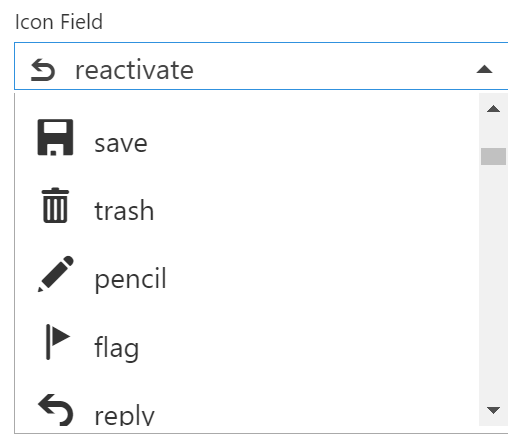 Icon Field
reactivate
save
trash
pencil
flag
reply